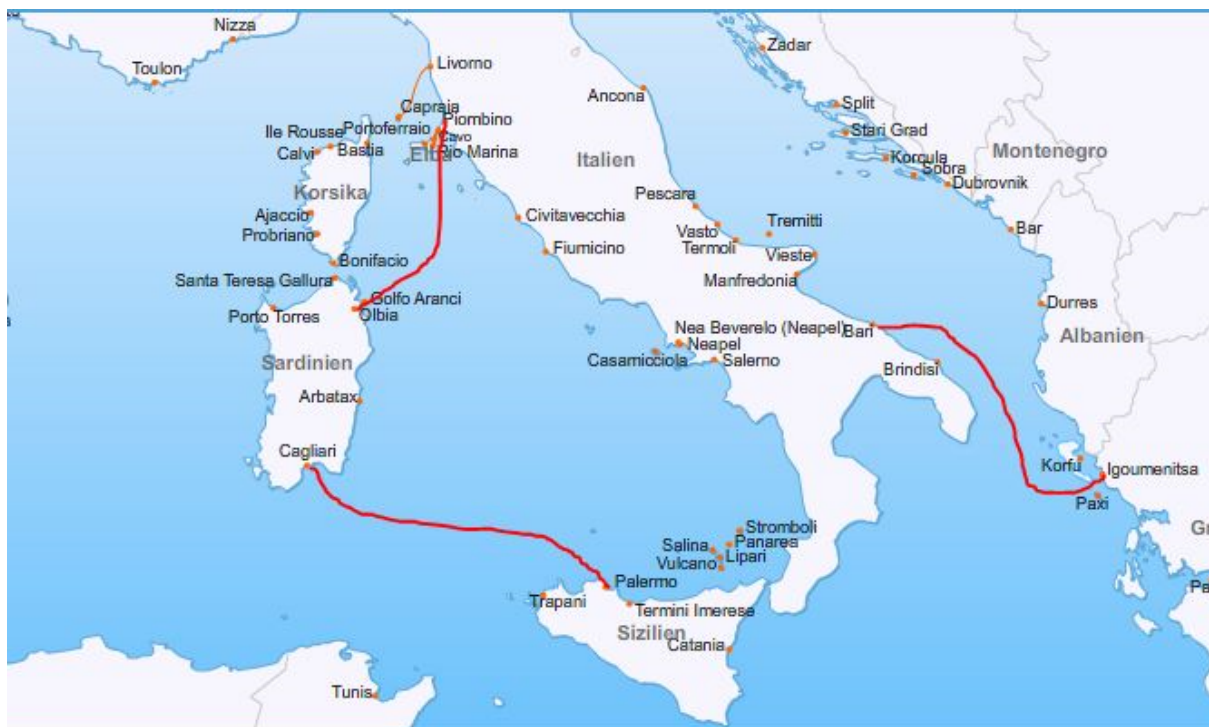 Nizza
Toulon
Livorno
Capraia
Piombino
Portoferraio
Cavo
Rio Marina
Elba
Ile Rousse
Calvi
Bastia
Korsika
Ajaccio
Probriano
Bonifacio
Santa Teresa Gallura
Golfo Aranci
Olbia
Porto Torres
Sardinien
Arbatax
Cagliari
Ancona
Italien
Pescara
Civitavecchia
Fiumicino
Vasto
Termoli
Tremitti
Vieste
Manfredonia
Nea Beverelo (Neapel)
Neapel
Casamicciola
Salerno
Bari
Brindisi
Zadar
Split
Stari Grad
Korcula
Sobra
Dubrovnik
Montenegro
Bar
Durres
Albanien
Korfu
Igoumenitsa
Paxi
Stromboli
Panarea
Salina
Lipari
Vulcano
Palermo
Trapani
Termini Imerese
Sizilien
Catania
Tunis